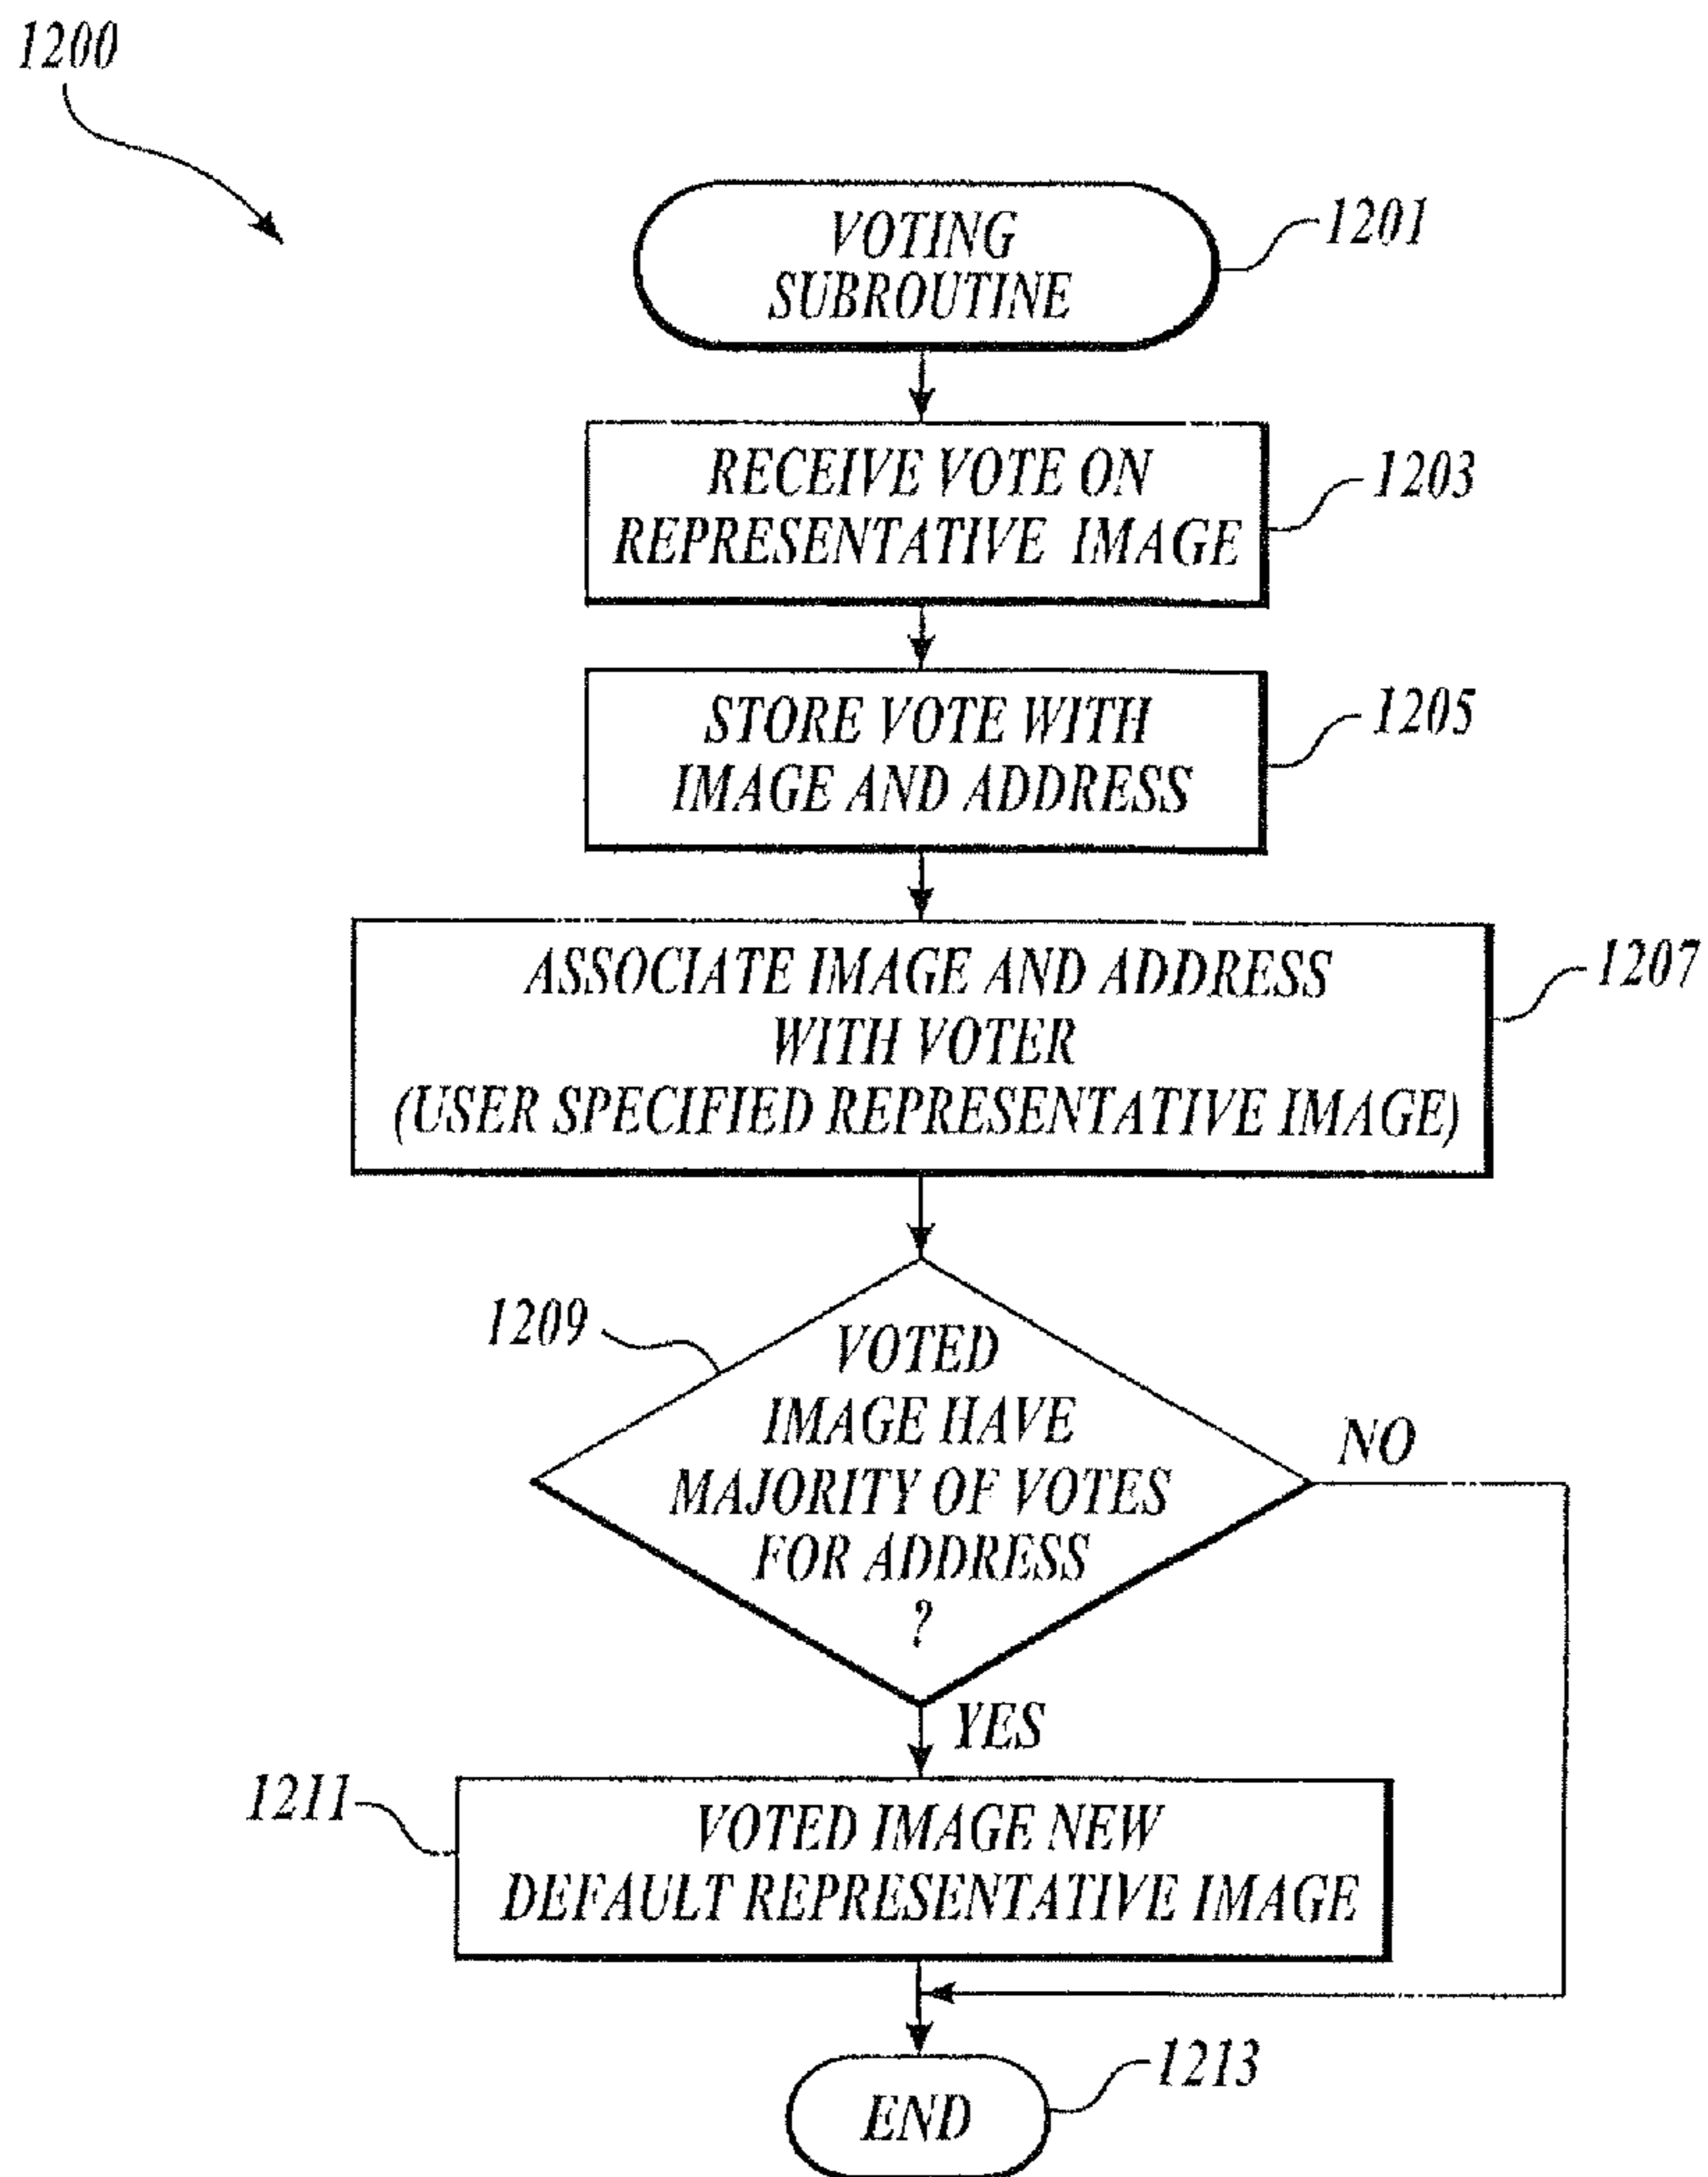 1200
VOTING
SUBROUTINE
1201
RECEIVE VOTE ON
REPRESENTATIVE IMAGE
1203
STORE VOTE WITH
IMAGE AND ADDRESS
1205
ASSOCIATE IMAGE AND ADDRESS
WITH VOTER
(USER SPECIFIED REPRESENTATIVE IMAGE)
1207
1209
VOTED
IMAGE HAVE
MAJORITY OF VOTES
FOR ADDRESS
?
NO
YES
1211
VOTED IMAGE NEW
DEFAULT REPRESENTATIVE IMAGE
END
1213